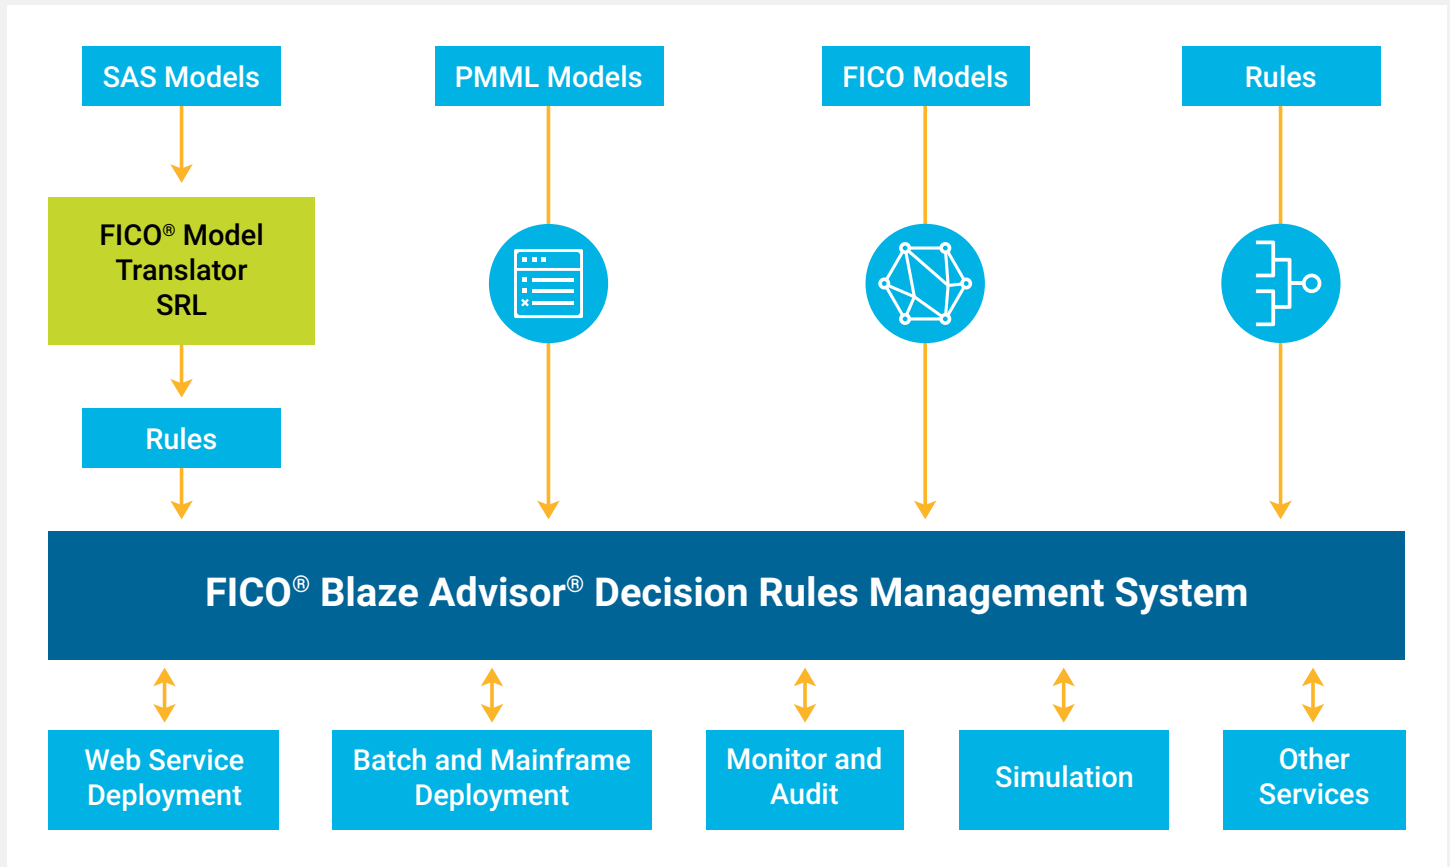 SAS Models
PMML Models
FICO Models
Rules
FICO® Model
Translator
SRL
Rules
FICO® Blaze Advisor® Decision Rules Management System
Web Service
Deployment
Batch and Mainframe
Deployment
Monitor and
Audit
Simulation
Other
Services